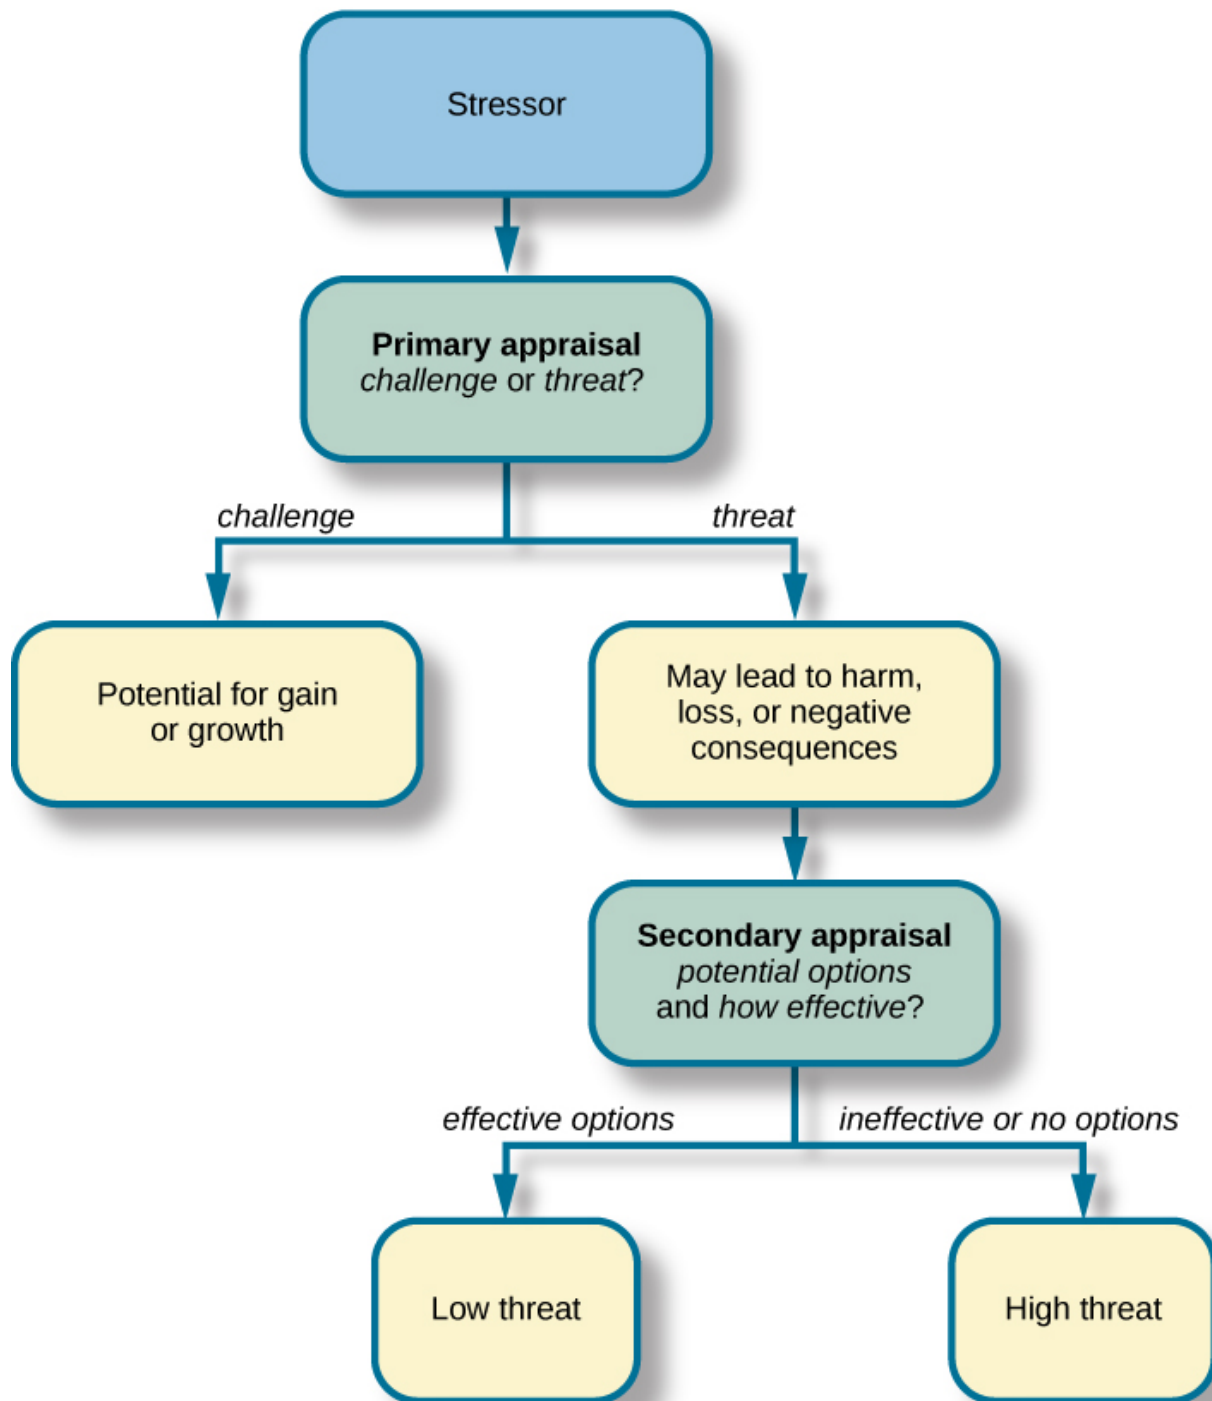 Stressor
Primary appraisal
challenge or threat?
challenge
threat
Potential for gain
or growth
May lead to harm,
loss, or negative
consequences
Secondary appraisal
potential options
and how effective?
effective options
ineffective or no options
Low threat
High threat